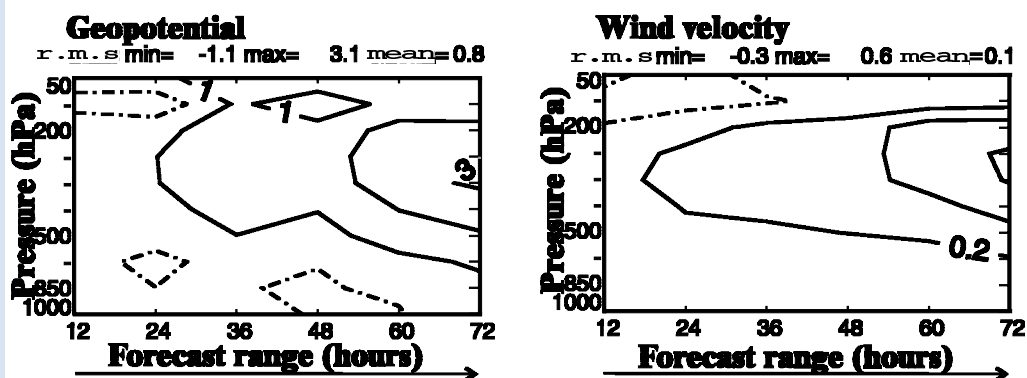 Geopotential
r.m.s min= -1.1 max= 3.1 mean=0.8
Pressure (hPa)
50
200
500
850
1000
1
1
3
12 24 36 48 60 72
Forecast range (hours)
Wind velocity
r.m.s min= -0.3 max= 0.6 mean=0.1
Pressure (hPa)
50
200
500
850
1000
0.2
12 24 36 48 60 72
Forecast range (hours)